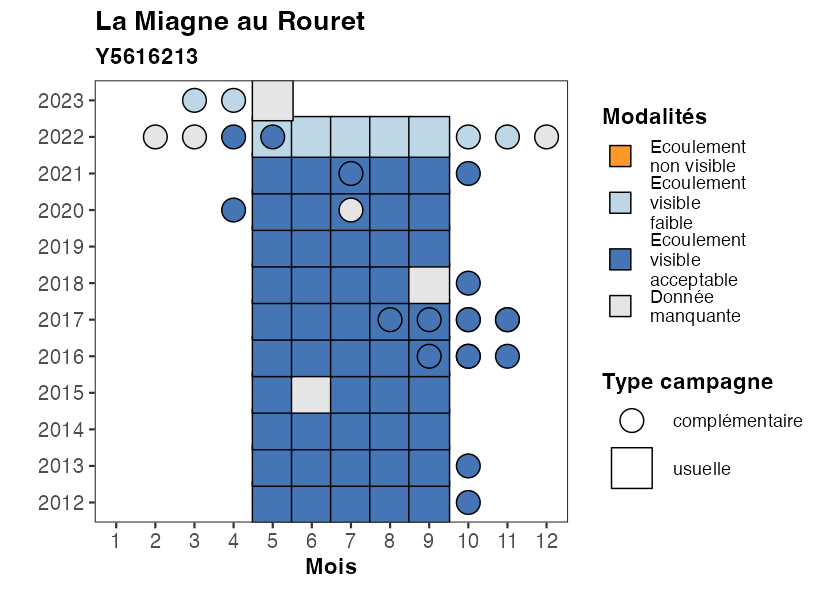 La Miagne au Rouret
Y5616213
2023
2022
2021
2020
2019
2018
2017
2016
2015
2014
2013
2012
1 2 3 4 5 6 7 8 9 10 11 12
Mois
Modalités
Ecoulement
non visible
Ecoulement
visible
faible
Ecoulement
visible
acceptable
Donnée
manquante
Type campagne
complémentaire
usuelle